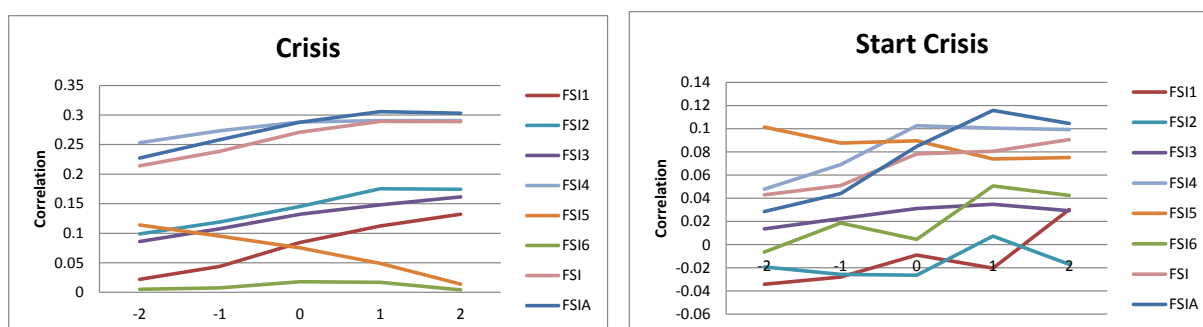 Crisis
Correlation
0.35
0.3
0.25
0.2
0.15
0.1
0.05
0
-2 -1 0 1 2
FSI1
FSI2
FSI3
FSI4
FSI5
FSI6
FSI
FSIA
Start Crisis
Correlation
0.14
0.12
0.1
0.08
0.06
0.04
0.02
0
-0.02
-0.04
-0.06
-2 -1 0 1 2
FSI1
FSI2
FSI3
FSI4
FSI5
FSI6
FSI
FSIA